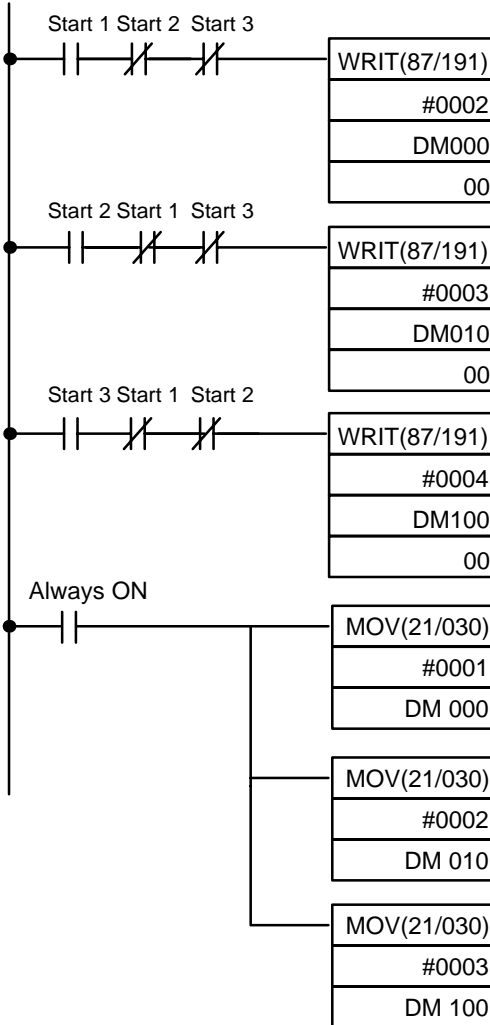 Start 1 Start 2 Start 3
WRIT(87/191)
#0002
DM000
00
Start 2 Start 1 Start 3
WRIT(87/191)
#0003
DM010
00
Start 3 Start 1 Start 2
WRIT(87/191)
#0004
DM100
00
Always ON
MOV(21/030)
#0001
DM 000
MOV(21/030)
#0002
DM 010
MOV(21/030)
#0003
DM 100